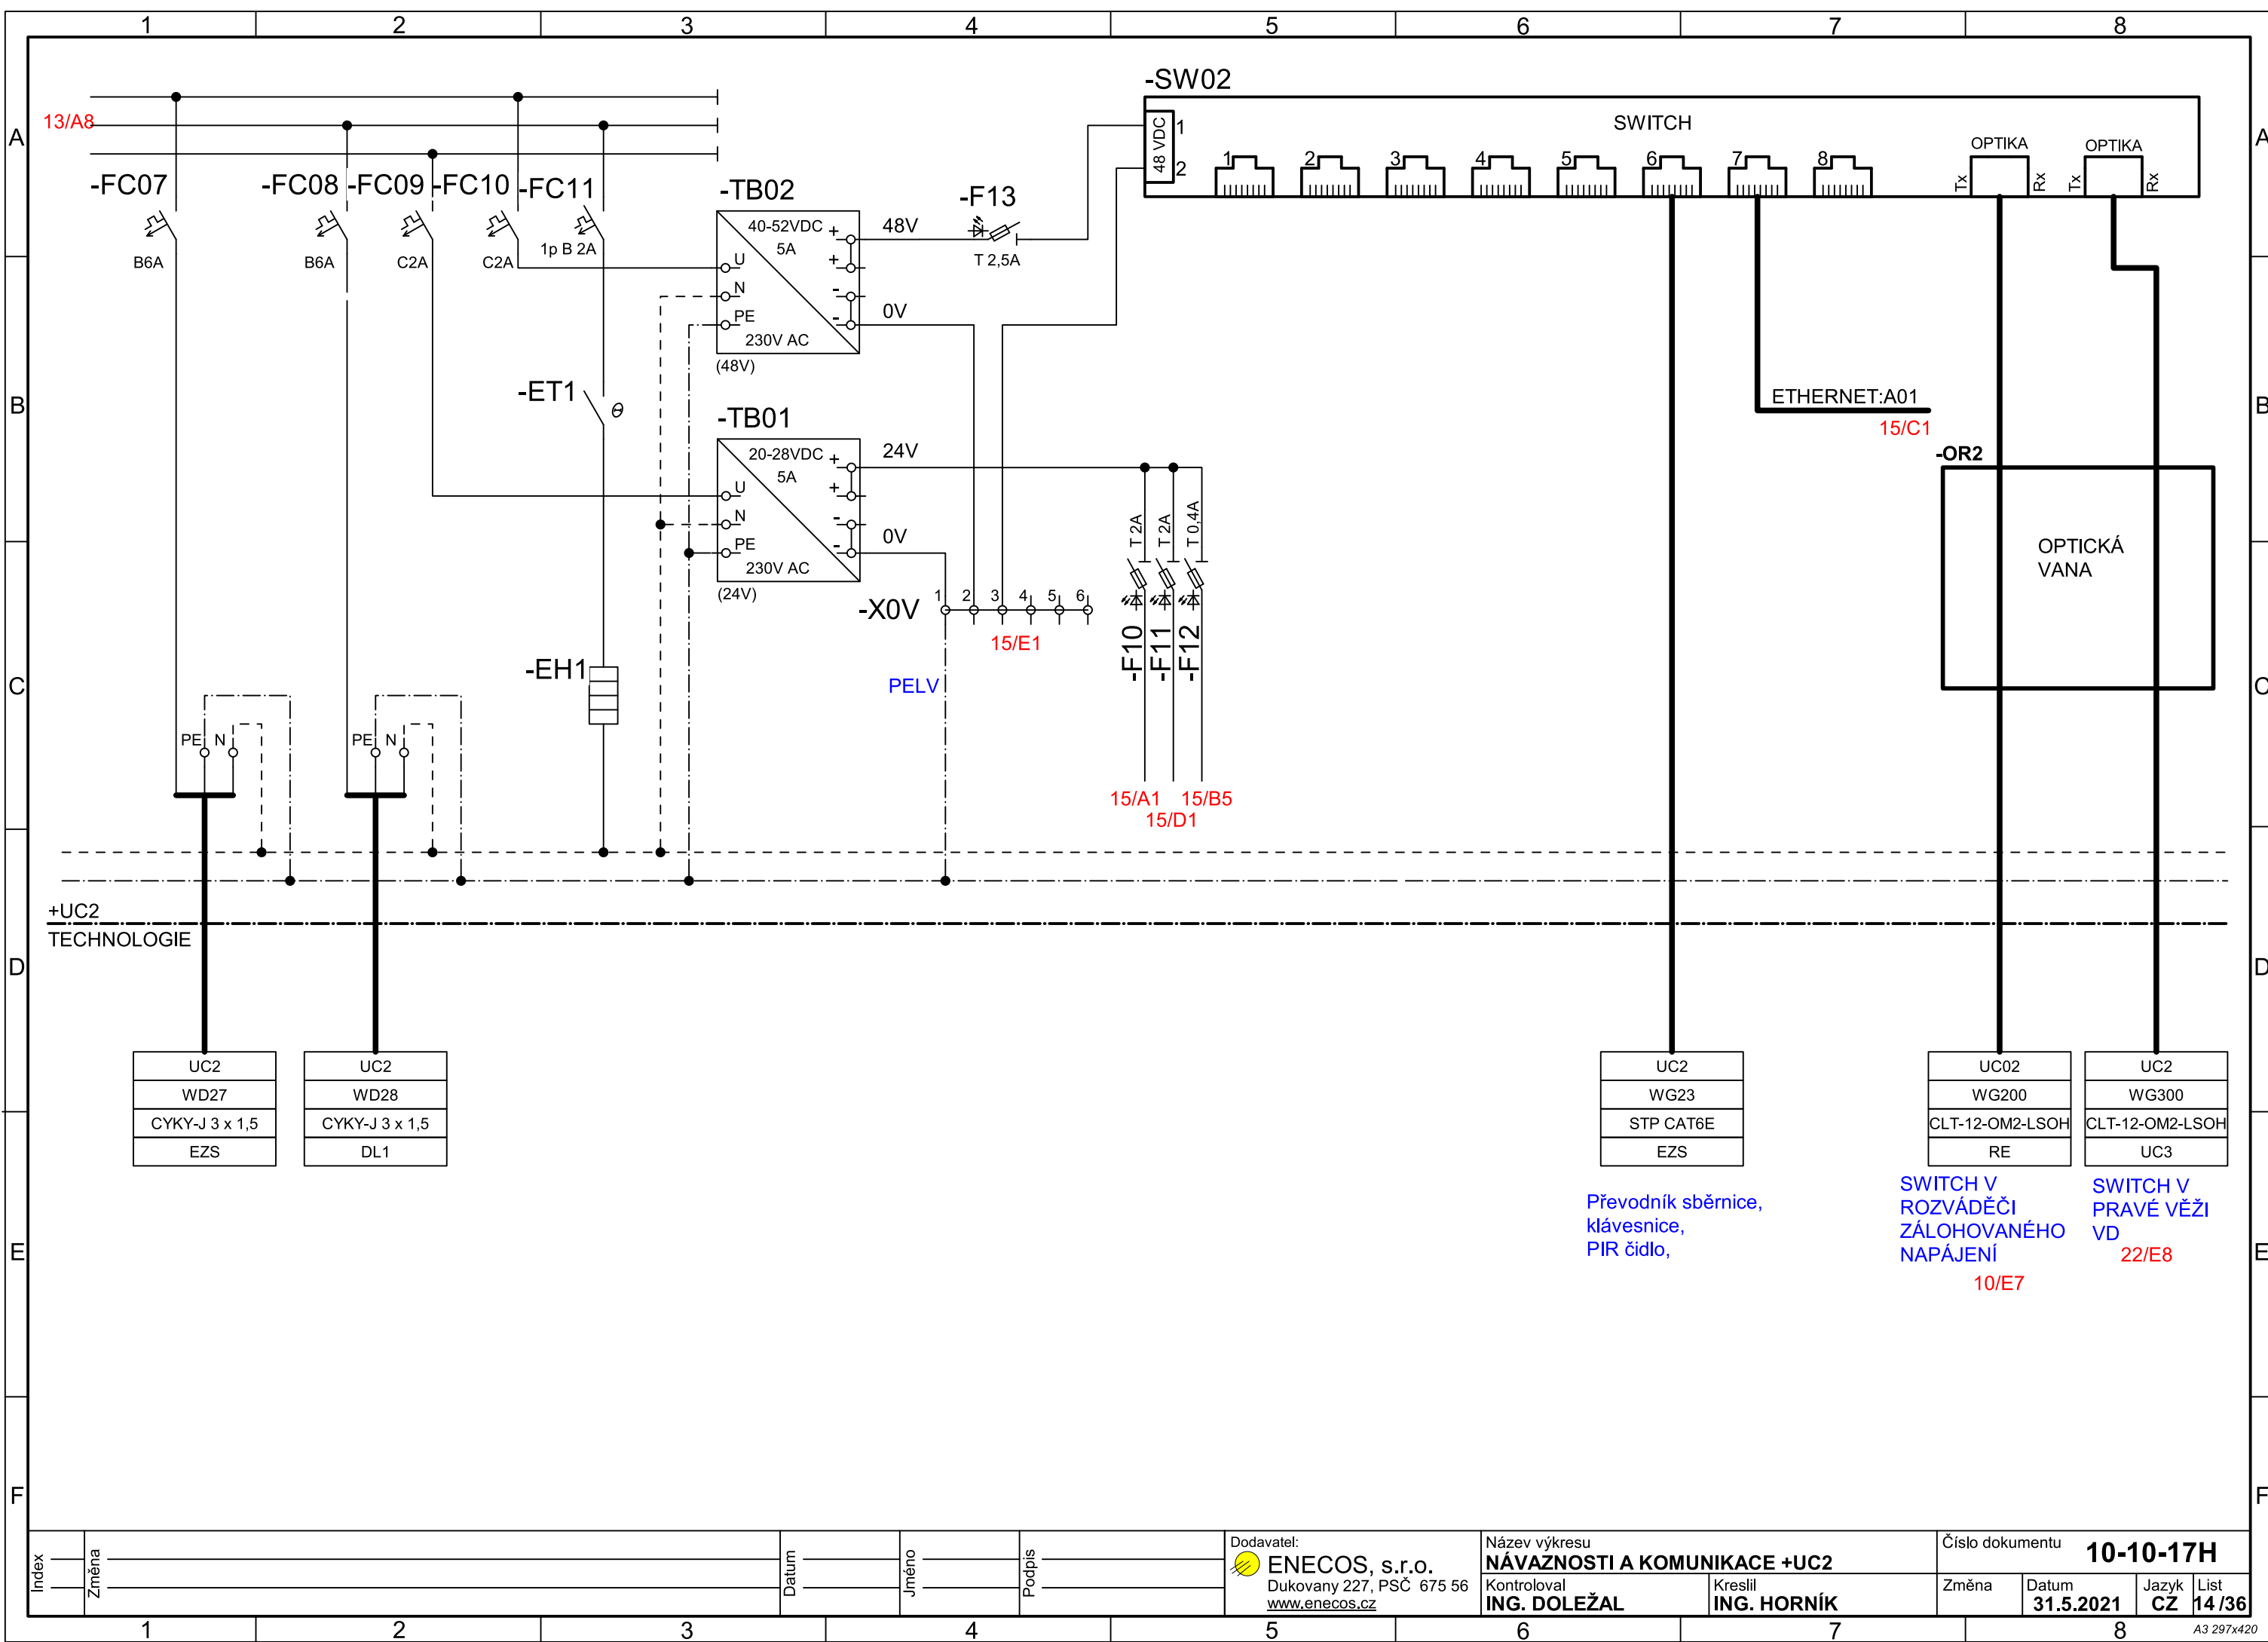 1 2 3 4 5 6 7 8
-SW02
13/A8
A
A
SWITCH
48 VDC
1
2
1 2 3 4 5 6 7 8
OPTIKA
OPTIKA
Tx
Rx
Tx
Rx
-FC07
-FC08
-FC09
-FC10
-FC11
-TB02
-F13
B6A
B6A
C2A
C2A
1p B 2A
40-52VDC
5A
+
+
-
-
U
N
PE
230V AC
(48V)
48V
0V
T 2,5A
-ET1
B
B
ETHERNET:A01
15/C1
-TB01
20-28VDC
5A
+
+
-
-
U
N
PE
230V AC
(24V)
24V
0V
-OR2
OPTICKÁ
VANA
T 2A
T 2A
T 0,4A
-X0V
1 2 3 4 5 6
15/E1
-F10
-F11
-F12
-EH1
PELV
C
C
PE N
PE N
15/A1 15/B5
15/D1
+UC2
TECHNOLOGIE
D
D
UC2
WD27
CYKY-J 3 x 1,5
EZS
UC2
WD28
CYKY-J 3 x 1,5
DL1
UC2
WG23
STP CAT6E
EZS
UC02
WG200
CLT-12-OM2-LSOH
RE
UC2
WG300
CLT-12-OM2-LSOH
UC3
Převodník sběrnice,
klávesnice,
PIR čidlo,
SWITCH V
ROZVÁDĚČI
ZÁLOHOVANÉHO
NAPÁJENÍ
10/E7
SWITCH V
PRAVÉ VĚŽI
VD
22/E8
E
E
F
F
Index
Změna
Datum
Jméno
Podpis
Dodavatel:
ENECOS, s.r.o.
Dukovany 227, PSČ 675 56
www.enecos.cz
Název výkresu
NÁVAZNOSTI A KOMUNIKACE +UC2
Kontroloval
ING. DOLEŽAL
Kreslil
ING. HORNÍK
Číslo dokumentu
10-10-17H
Změna
Datum
31.5.2021
Jazyk
CZ
List
14 /36
1 2 3 4 5 6 7 8
A3 297x420